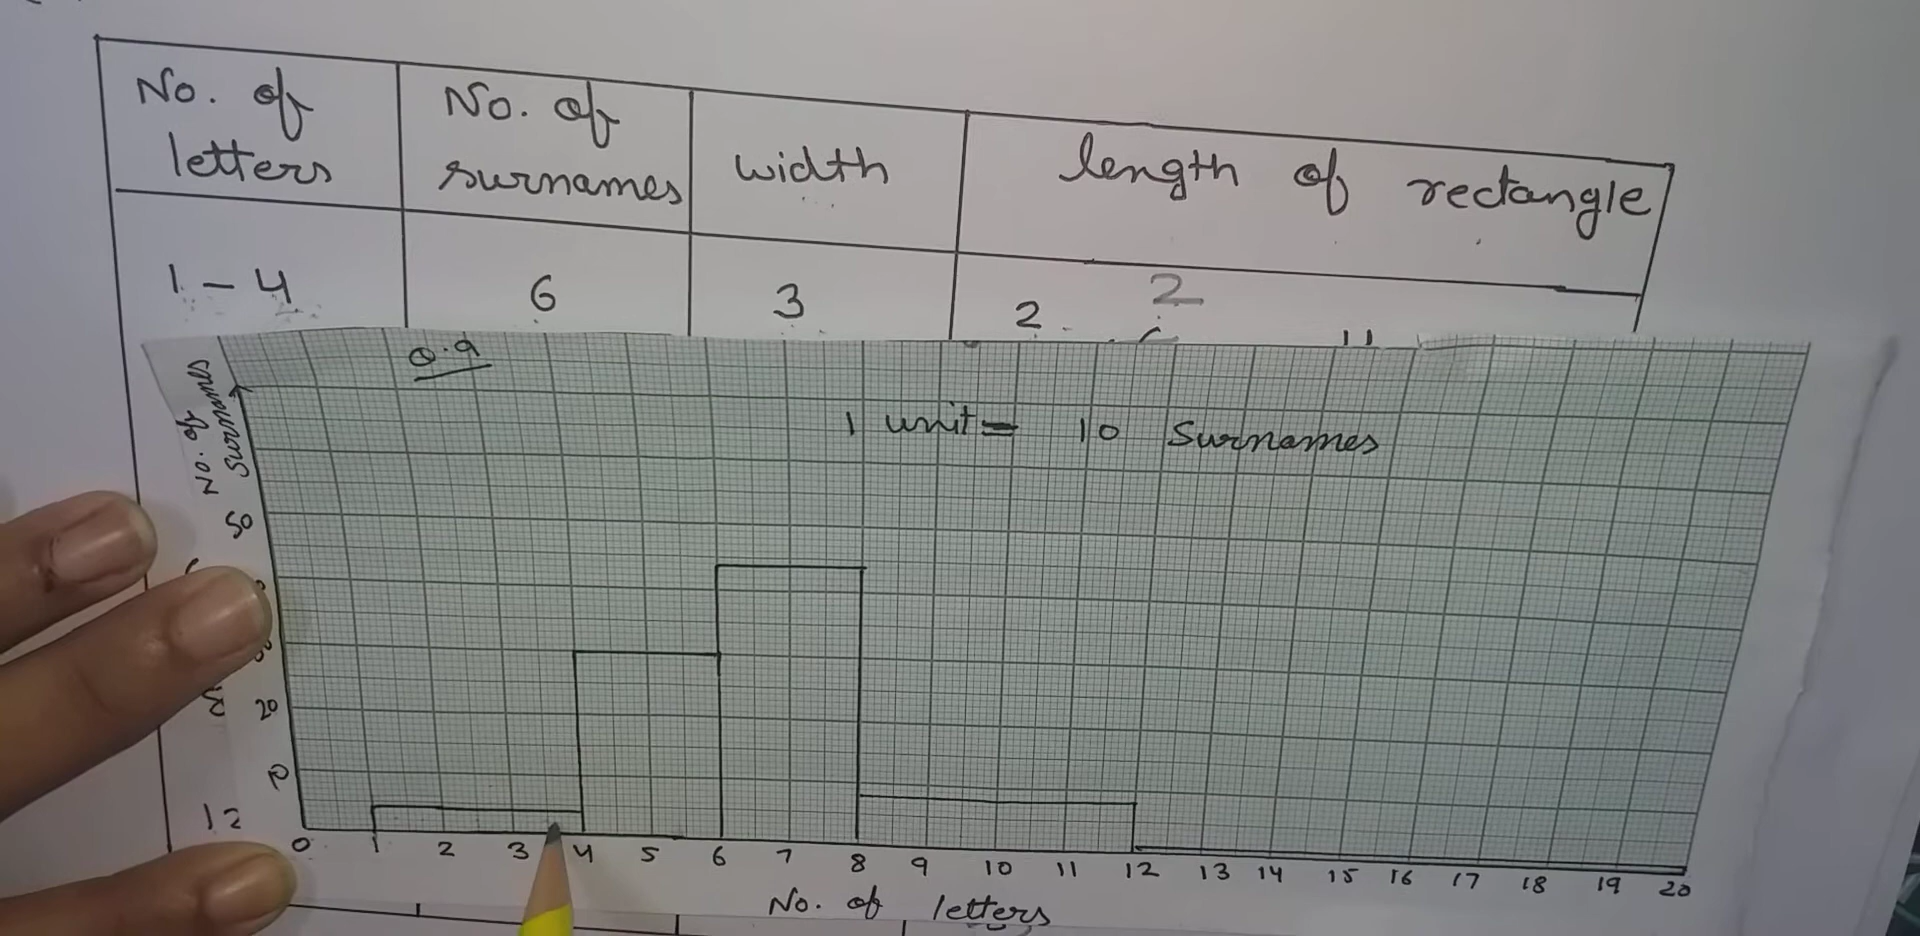 No. of letters
No. of surnames
width
length of rectangle
1 - 4
6
3
2
2
11
Q.9
1 unit = 10 Surnames
No. of
Surnames
50
20
10
12
0 1 2 3 4 5 6 7 8 9 10 11 12 13 14 15 16 17 18 19 20
No. of letters